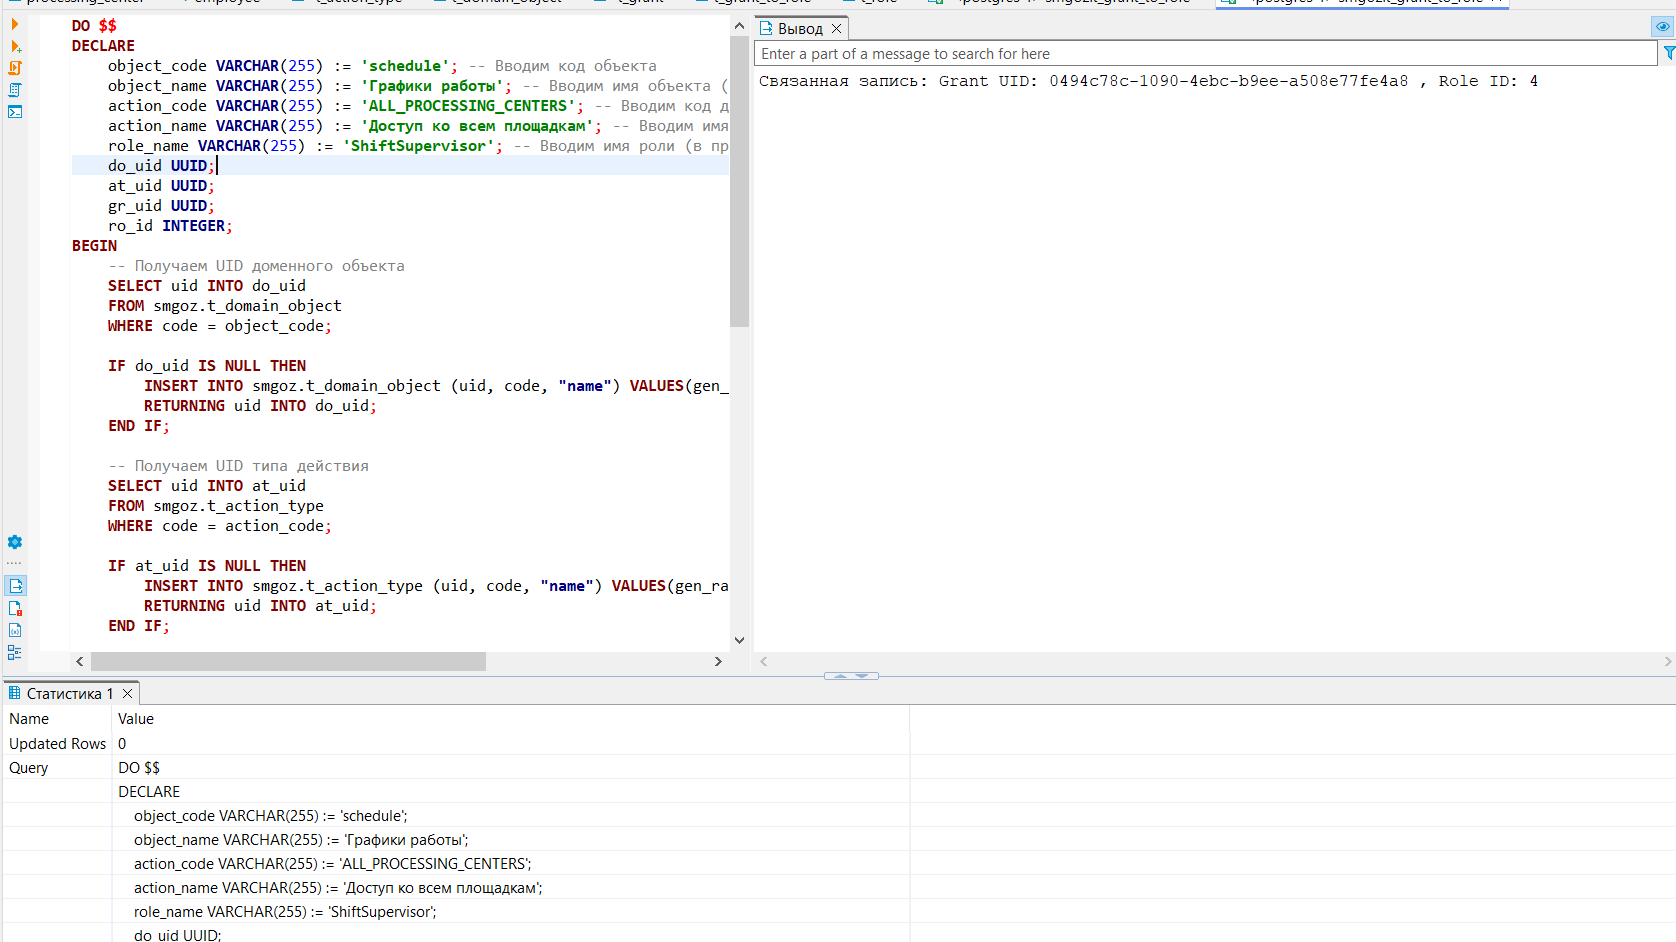 processing_center employee t_action_type t_domain_object t_grant t_grant_to_role t_role
DO $$
DECLARE
object_code VARCHAR(255) := 'schedule'; -- Вводим код объекта
object_name VARCHAR(255) := 'Графики работы'; -- Вводим имя объекта (
action_code VARCHAR(255) := 'ALL_PROCESSING_CENTERS'; -- Вводим код д
action_name VARCHAR(255) := 'Доступ ко всем площадкам'; -- Вводим имя
role_name VARCHAR(255) := 'ShiftSupervisor'; -- Вводим имя роли (в пр
do_uid UUID;
at_uid UUID;
gr_uid UUID;
ro_id INTEGER;
BEGIN
-- Получаем UID доменного объекта
SELECT uid INTO do_uid
FROM smgoz.t_domain_object
WHERE code = object_code;
IF do_uid IS NULL THEN
INSERT INTO smgoz.t_domain_object (uid, code, "name") VALUES(gen_
RETURNING uid INTO do_uid;
END IF;
-- Получаем UID типа действия
SELECT uid INTO at_uid
FROM smgoz.t_action_type
WHERE code = action_code;
IF at_uid IS NULL THEN
INSERT INTO smgoz.t_action_type (uid, code, "name") VALUES(gen_ra
RETURNING uid INTO at_uid;
END IF;
Вывод
Enter a part of a message to search for here
Связанная запись: Grant UID: 0494c78c-1090-4ebc-b9ee-a508e77fe4a8 , Role ID: 4
Статистика 1
Name Value
Updated Rows 0
Query DO $$
DECLARE
object_code VARCHAR(255) := 'schedule';
object_name VARCHAR(255) := 'Графики работы';
action_code VARCHAR(255) := 'ALL_PROCESSING_CENTERS';
action_name VARCHAR(255) := 'Доступ ко всем площадкам';
role_name VARCHAR(255) := 'ShiftSupervisor';
do_uid UUID;